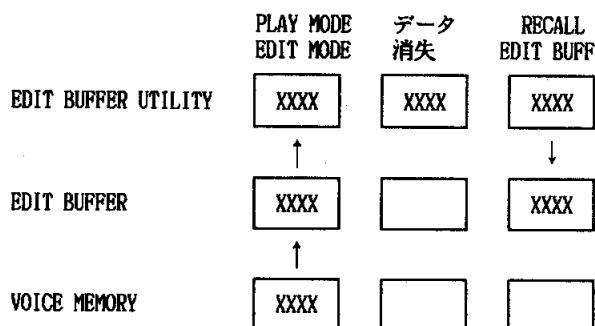 PLAY MODE データ RECALL
EDIT MODE 消失 EDIT BUFF
EDIT BUFFER UTILITY XXXX XXXX XXXX
EDIT BUFFER XXXX XXXX
VOICE MEMORY XXXX